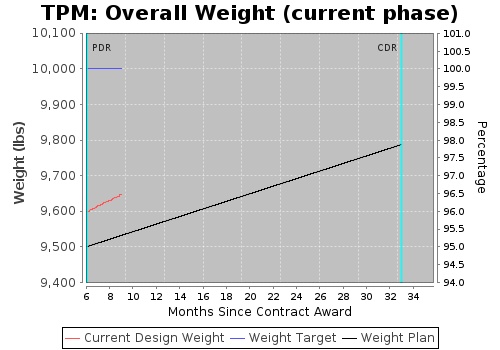 TPM: Overall Weight (current phase)
10,100
10,000
9,900
9,800
9,700
9,600
9,500
9,400
Weight (lbs)
PDR
CDR
101.0
100.5
100.0
99.5
99.0
98.5
98.0
97.5
97.0
96.5
96.0
95.5
95.0
94.5
94.0
Percentage
6 8 10 12 14 16 18 20 22 24 26 28 30 32 34
Months Since Contract Award
Current Design Weight Weight Target Weight Plan